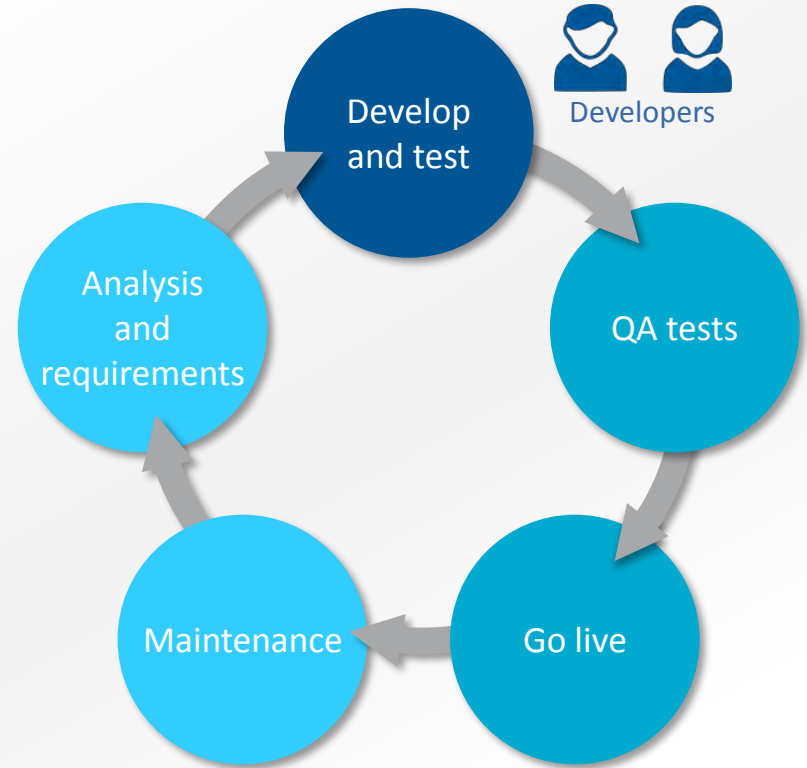 Develop
and test
Developers
QA tests
Go live
Maintenance
Analysis
and
requirements